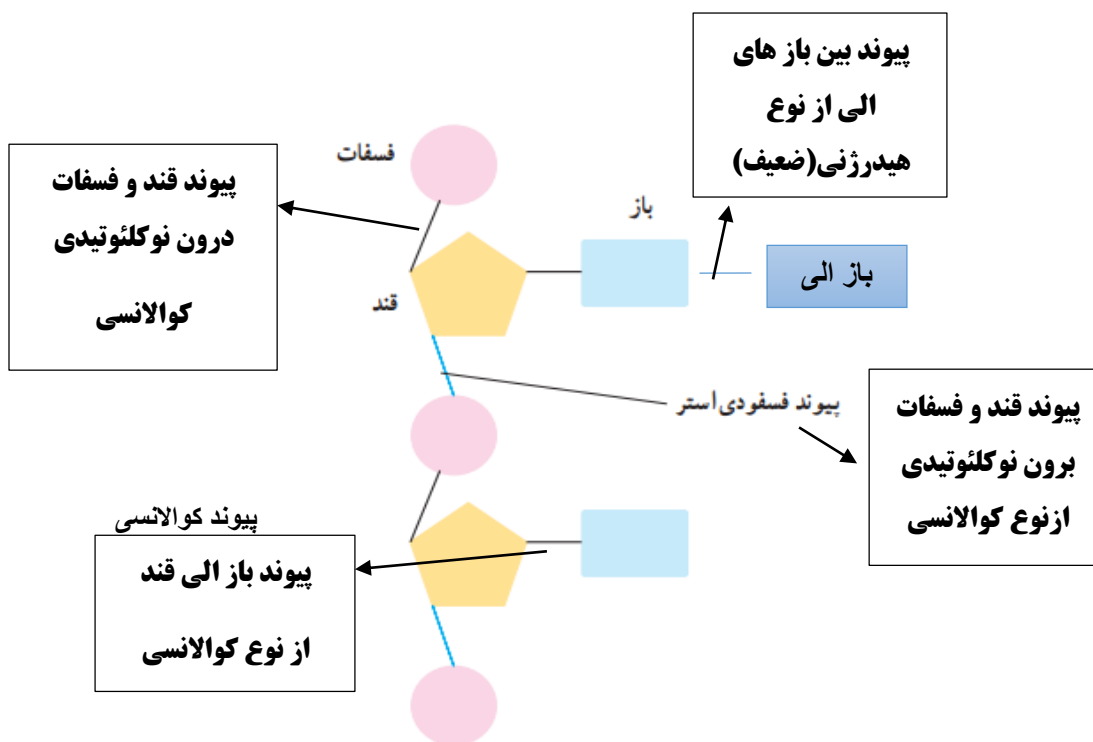 پیوند بین باز های
الی از نوع
هیدرژنی(ضعیف)
فسفات
پیوند قند و فسفات
درون نوکلئوتیدی
کوالانسی
باز
باز الی
قند
پیوند فسفودی‌استر
پیوند قند و فسفات
برون نوکلئوتیدی
ازنوع کوالانسی
پیوند کوالانسی
پیوند باز الی قند
از نوع کوالانسی